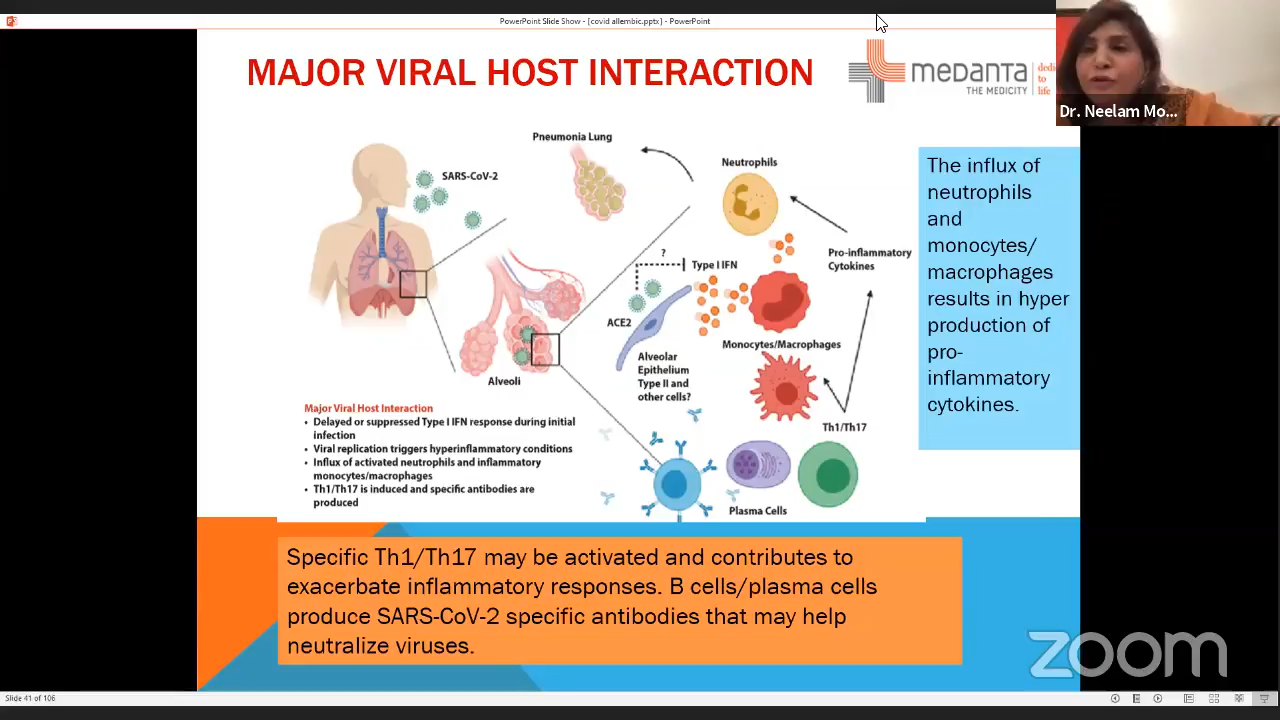 PowerPoint Slide Show - [covid allembic.pptx] - PowerPoint
MAJOR VIRAL HOST INTERACTION
MEDANTA
THE MEDICITY
to
life
Dr. Neelam Mo...
Pneumonia Lung
SARS-CoV-2
Neutrophils
Pro-inflammatory
Cytokines
?
Type I IFN
ACE2
Monocytes/Macrophages
Alveolar
Epithelium
Type II and
other cells?
Alveoli
Th1/Th17
Plasma Cells
Major Viral Host Interaction
• Delayed or suppressed Type I IFN response during initial
infection
• Viral replication triggers hyperinflammatory conditions
• Influx of activated neutrophils and inflammatory
monocytes/macrophages
• Th1/Th17 is induced and specific antibodies are
produced
The influx of
neutrophils
and
monocytes/
macrophages
results in hyper
production of
pro-
inflammatory
cytokines.
Specific Th1/Th17 may be activated and contributes to
exacerbate inflammatory responses. B cells/plasma cells
produce SARS-CoV-2 specific antibodies that may help
neutralize viruses.
zoom
Slide 41 of 106